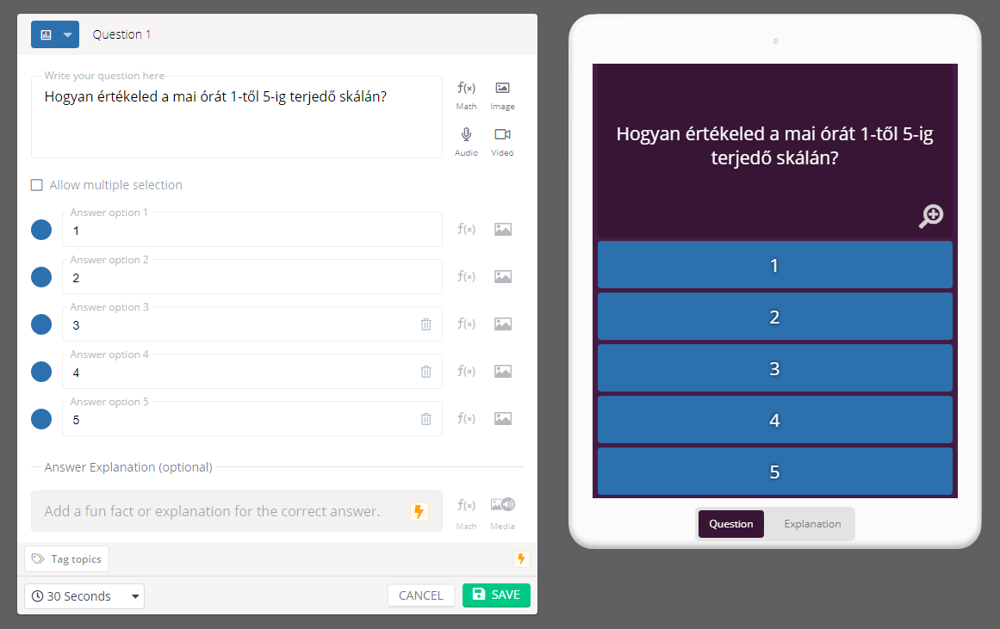 Question 1
Write your question here
Hogyan értékeled a mai órát 1-től 5-ig terjedő skálán?
f(x)
Math
Image
Audio
Video
Allow multiple selection
Answer option 1
1
f(x)
Answer option 2
2
f(x)
Answer option 3
3
f(x)
Answer option 4
4
f(x)
Answer option 5
5
f(x)
Answer Explanation (optional)
Add a fun fact or explanation for the correct answer.
f(x)
Math
Media
Tag topics
30 Seconds
CANCEL
SAVE
Hogyan értékeled a mai órát 1-től 5-ig
terjedő skálán?
1
2
3
4
5
Question
Explanation